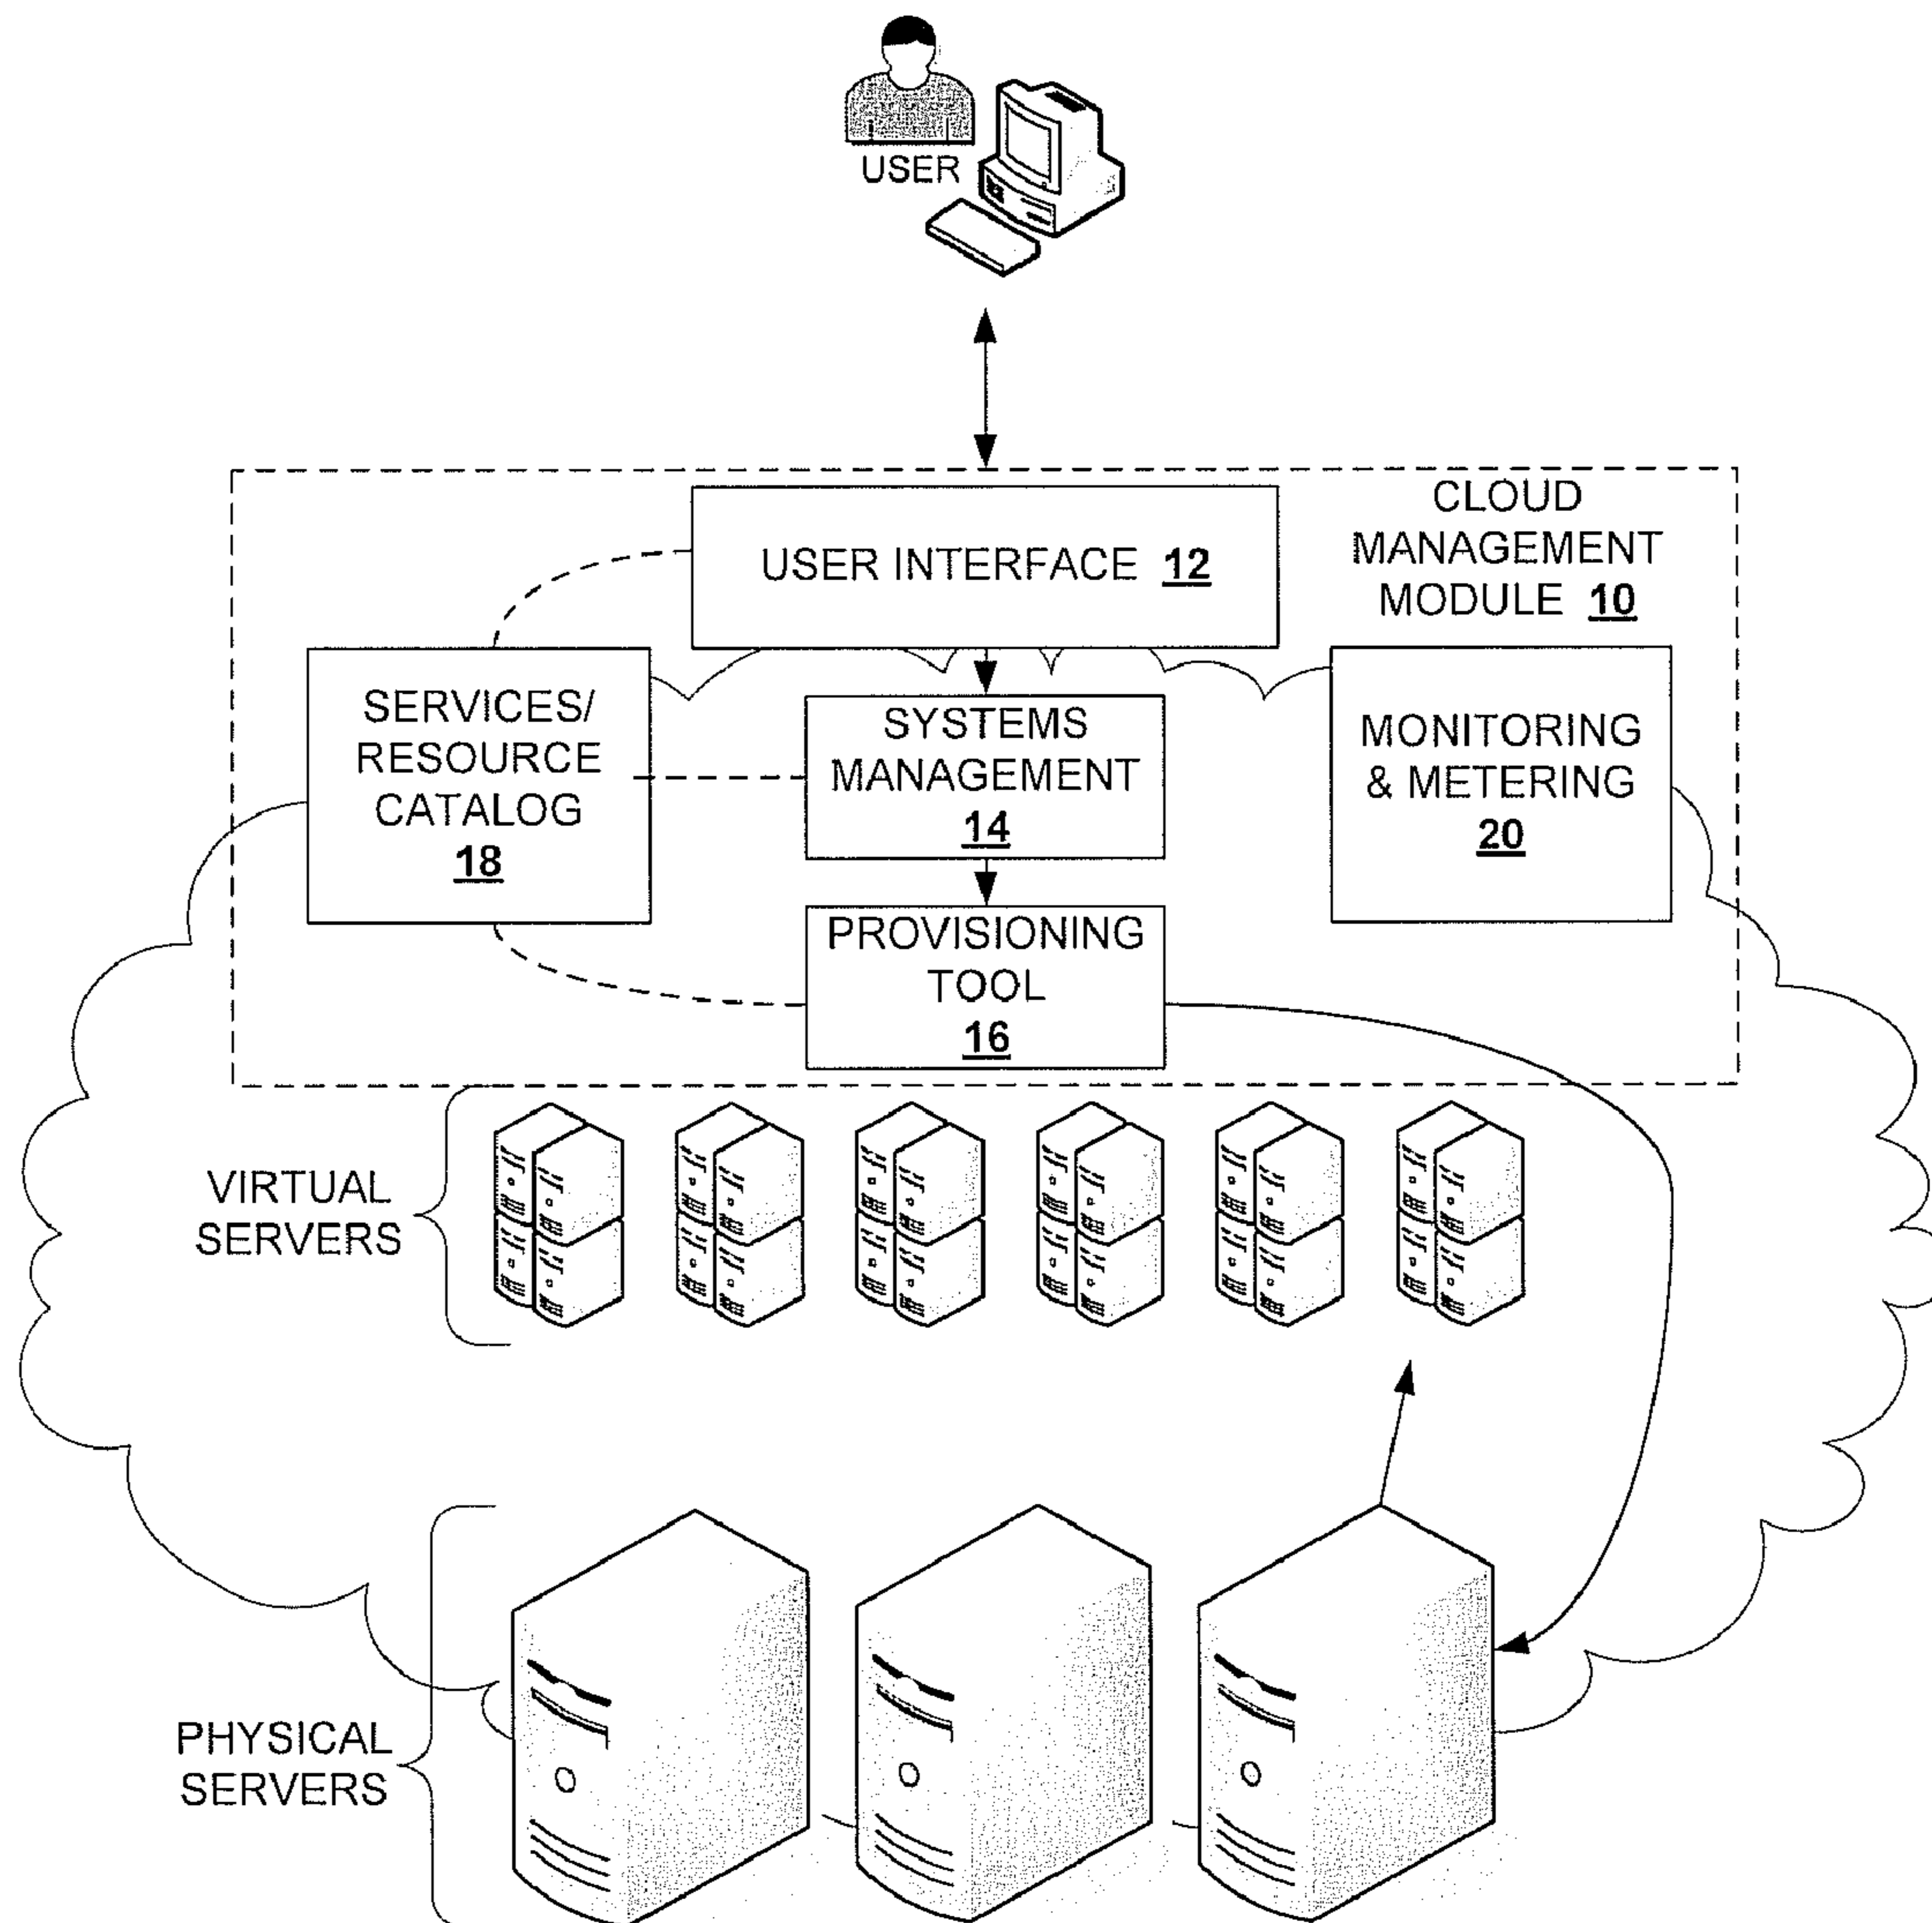 USER
USER INTERFACE 12
CLOUD
MANAGEMENT
MODULE 10
SERVICES/
RESOURCE
CATALOG
18
SYSTEMS
MANAGEMENT
14
MONITORING
& METERING
20
PROVISIONING
TOOL
16
VIRTUAL
SERVERS
PHYSICAL
SERVERS